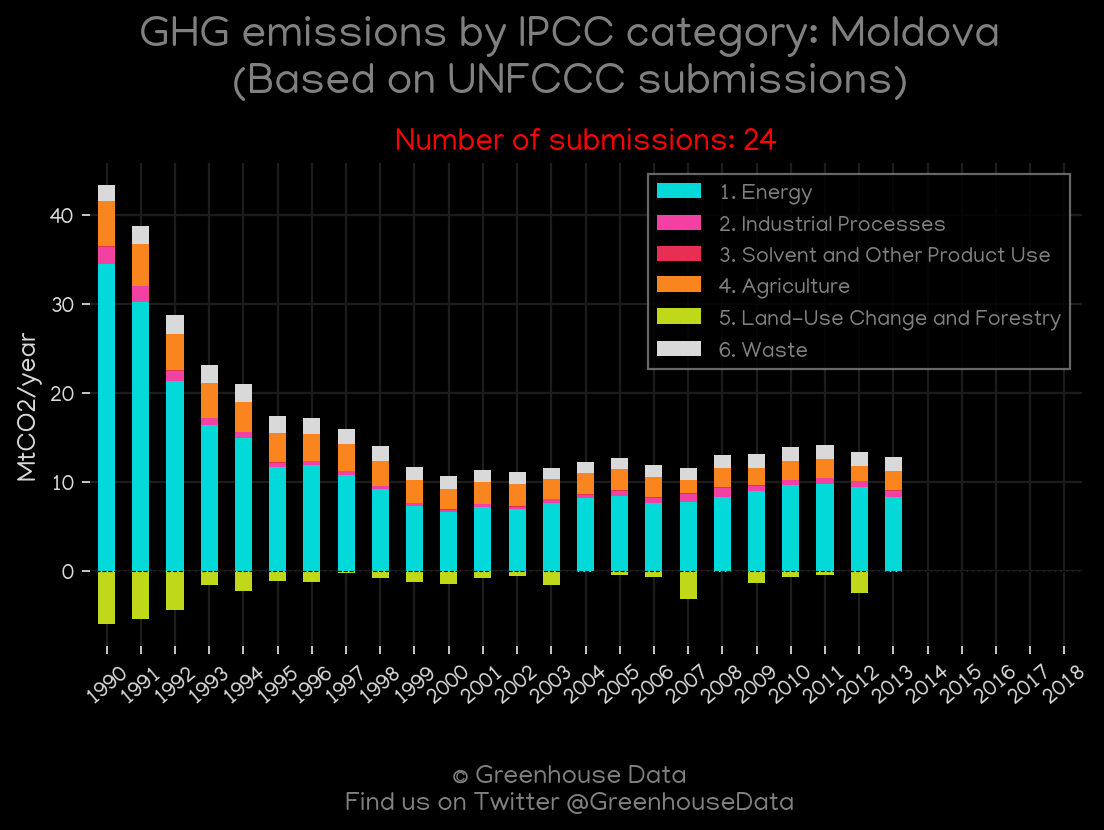 GHG emissions by IPCC category: Moldova
(Based on UNFCCC submissions)
Number of submissions: 24
1. Energy
2. Industrial Processes
3. Solvent and Other Product Use
4. Agriculture
5. Land-Use Change and Forestry
6. Waste
MtCO2/year
40
30
20
10
0
1990 1991 1992 1993 1994 1995 1996 1997 1998 1999 2000 2001 2002 2003 2004 2005 2006 2007 2008 2009 2010 2011 2012 2013 2014 2015 2016 2017 2018
© Greenhouse Data
Find us on Twitter @GreenhouseData